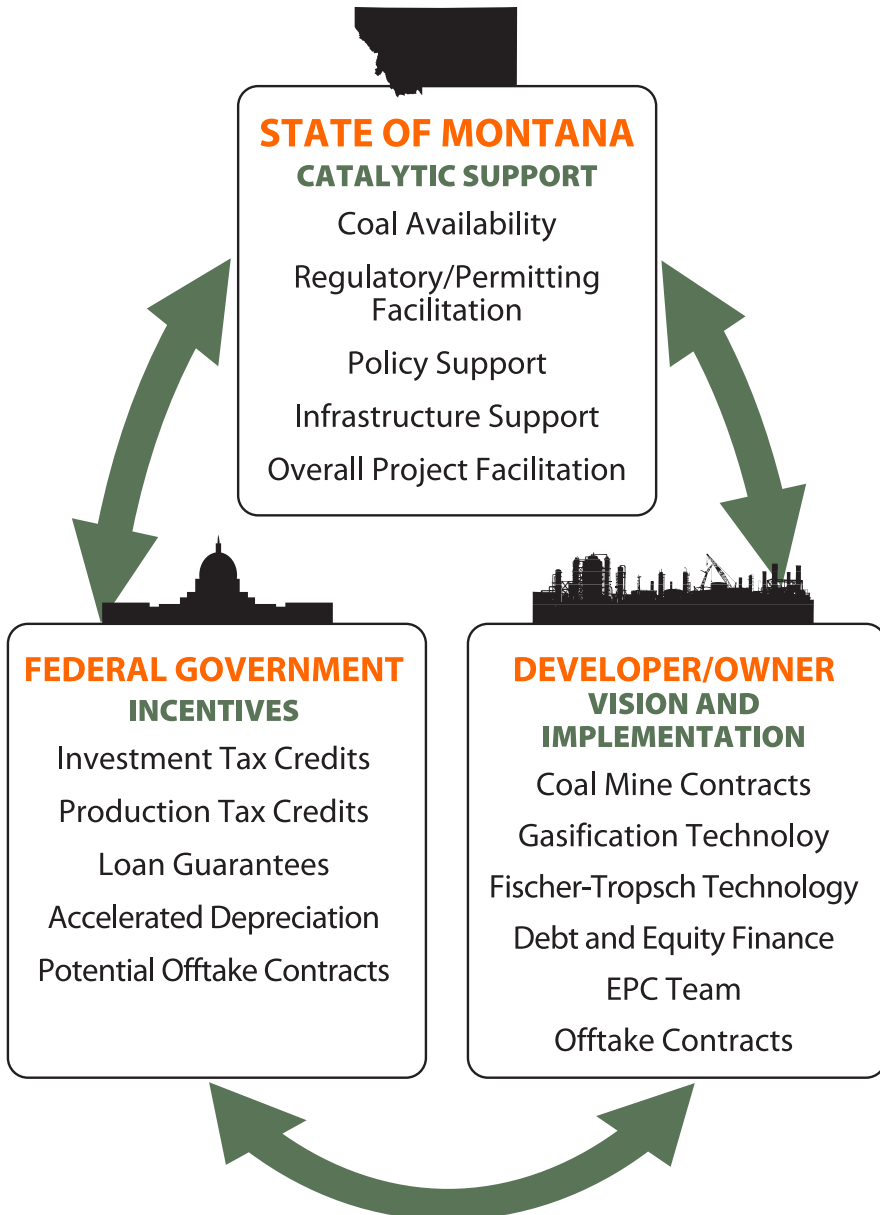 STATE OF MONTANA
CATALYTIC SUPPORT
Coal Availability
Regulatory/Permitting
Facilitation
Policy Support
Infrastructure Support
Overall Project Facilitation
FEDERAL GOVERNMENT
INCENTIVES
Investment Tax Credits
Production Tax Credits
Loan Guarantees
Accelerated Depreciation
Potential Offtake Contracts
DEVELOPER/OWNER
VISION AND
IMPLEMENTATION
Coal Mine Contracts
Gasification Technoloy
Fischer-Tropsch Technology
Debt and Equity Finance
EPC Team
Offtake Contracts